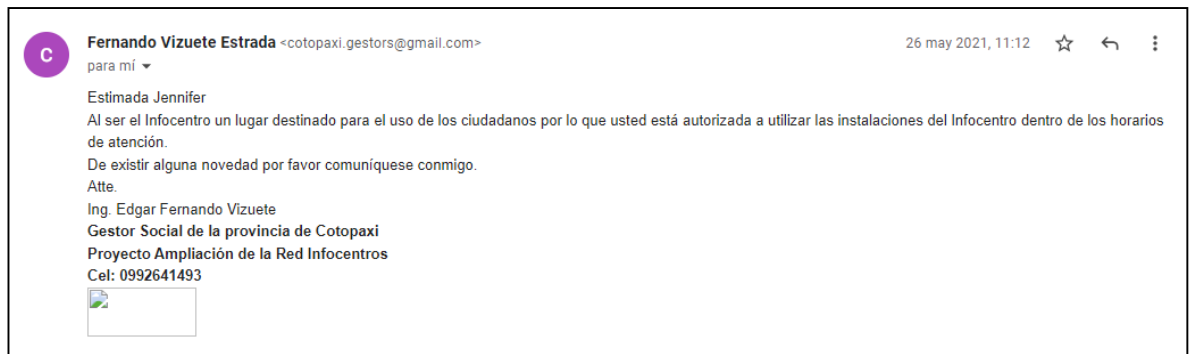 C
Fernando Vizuete Estrada <cotopaxi.gestors@gmail.com>
26 may 2021, 11:12
para mí
Estimada Jennifer
Al ser el Infocentro un lugar destinado para el uso de los ciudadanos por lo que usted está autorizada a utilizar las instalaciones del Infocentro dentro de los horarios
de atención.
De existir alguna novedad por favor comuníquese conmigo.
Atte.
Ing. Edgar Fernando Vizuete
Gestor Social de la provincia de Cotopaxi
Proyecto Ampliación de la Red Infocentros
Cel: 0992641493